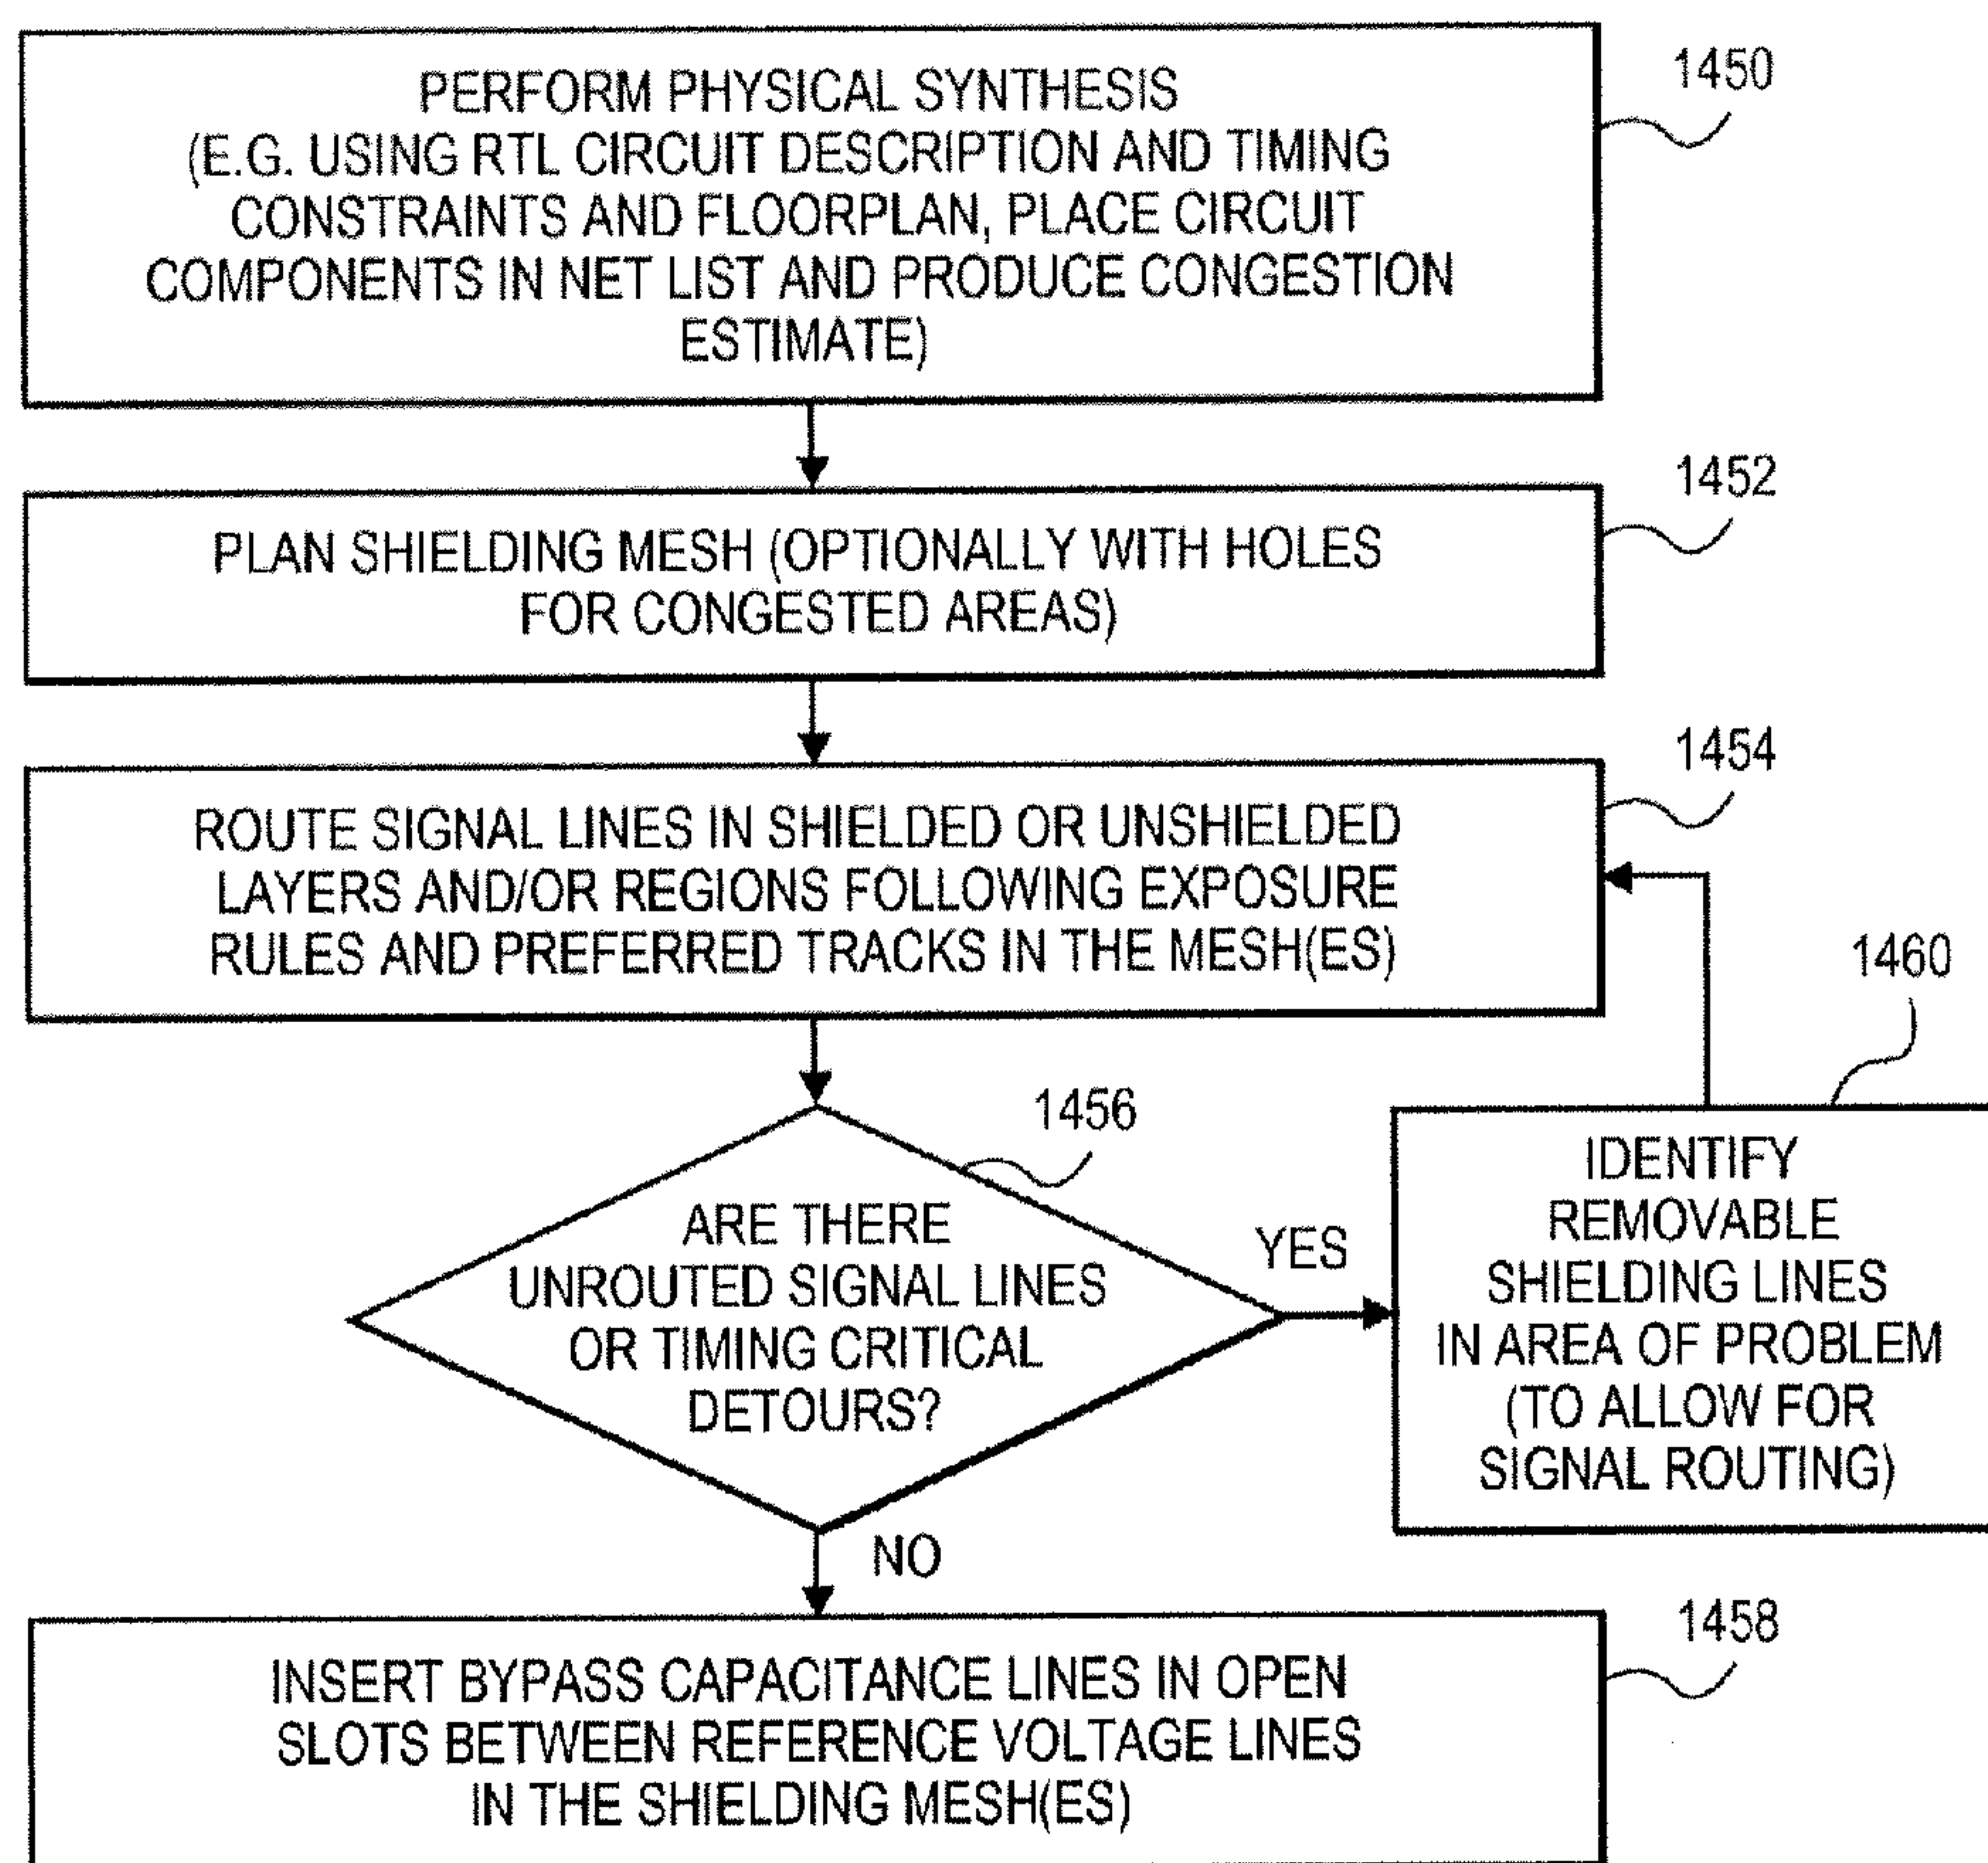 PERFORM PHYSICAL SYNTHESIS
(E.G. USING RTL CIRCUIT DESCRIPTION AND TIMING
CONSTRAINTS AND FLOORPLAN, PLACE CIRCUIT
COMPONENTS IN NET LIST AND PRODUCE CONGESTION
ESTIMATE)
1450
PLAN SHIELDING MESH (OPTIONALLY WITH HOLES
FOR CONGESTED AREAS)
1452
ROUTE SIGNAL LINES IN SHIELDED OR UNSHIELDED
LAYERS AND/OR REGIONS FOLLOWING EXPOSURE
RULES AND PREFERRED TRACKS IN THE MESH(ES)
1454
ARE THERE
UNROUTED SIGNAL LINES
OR TIMING CRITICAL
DETOURS?
1456
YES
NO
IDENTIFY
REMOVABLE
SHIELDING LINES
IN AREA OF PROBLEM
(TO ALLOW FOR
SIGNAL ROUTING)
1460
INSERT BYPASS CAPACITANCE LINES IN OPEN
SLOTS BETWEEN REFERENCE VOLTAGE LINES
IN THE SHIELDING MESH(ES)
1458